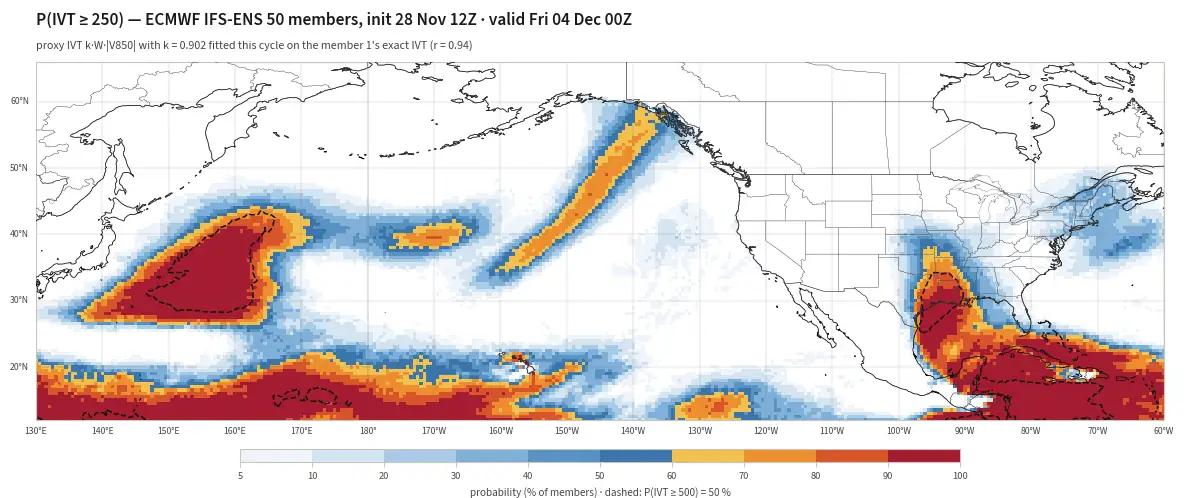 P(IVT ≥ 250) — ECMWF IFS-ENS 50 members, init 28 Nov 12Z · valid Fri 04 Dec 00Z
proxy IVT k·W·|V850| with k = 0.902 fitted this cycle on the member 1's exact IVT (r = 0.94)
60°N
50°N
40°N
30°N
20°N
130°E 140°E 150°E 160°E 170°E 180° 170°W 160°W 150°W 140°W 130°W 120°W 110°W 100°W 90°W 80°W 70°W 60°W
5 10 20 30 40 50 60 70 80 90 100
probability (% of members) · dashed: P(IVT ≥ 500) = 50 %